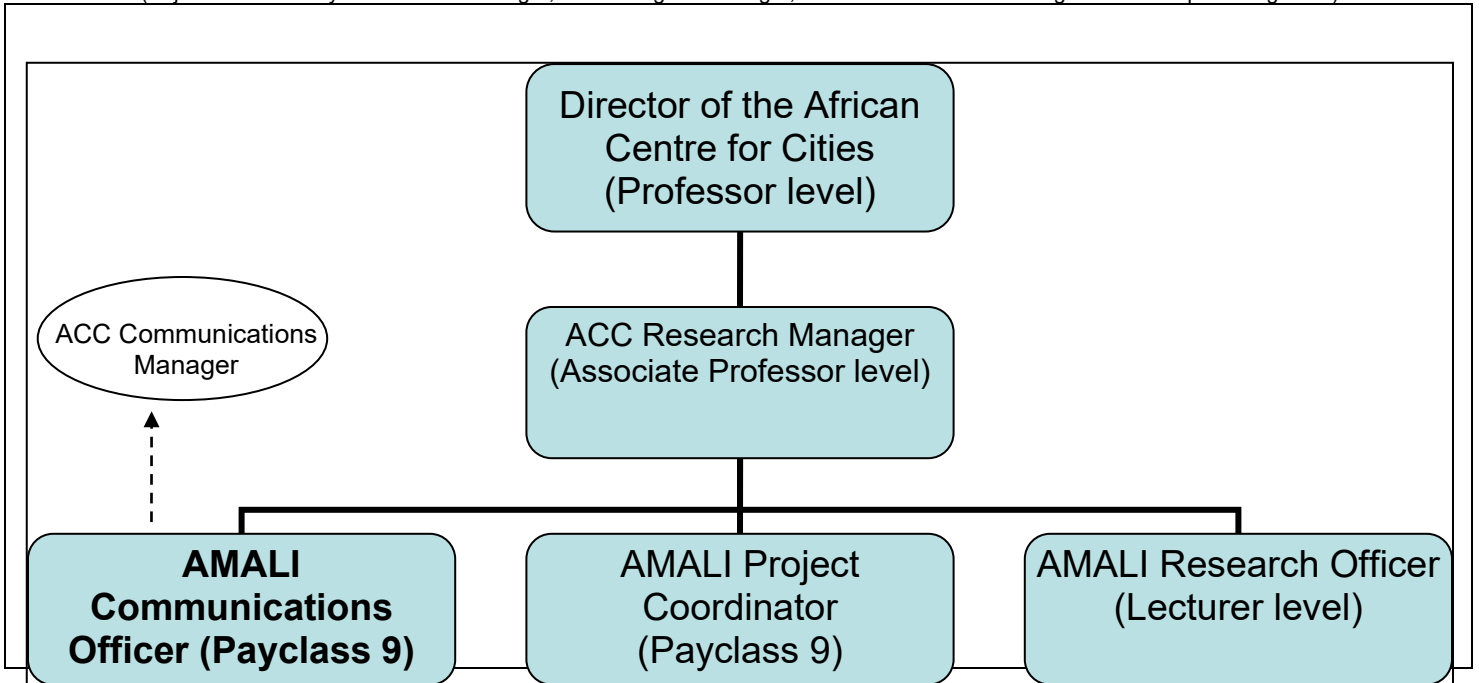 Director of the African
Centre for Cities
(Professor level)
ACC Communications
Manager
ACC Research Manager
(Associate Professor level)
AMALI
Communications
Officer (Payclass 9)
AMALI Project
Coordinator
(Payclass 9)
AMALI Research Officer
(Lecturer level)